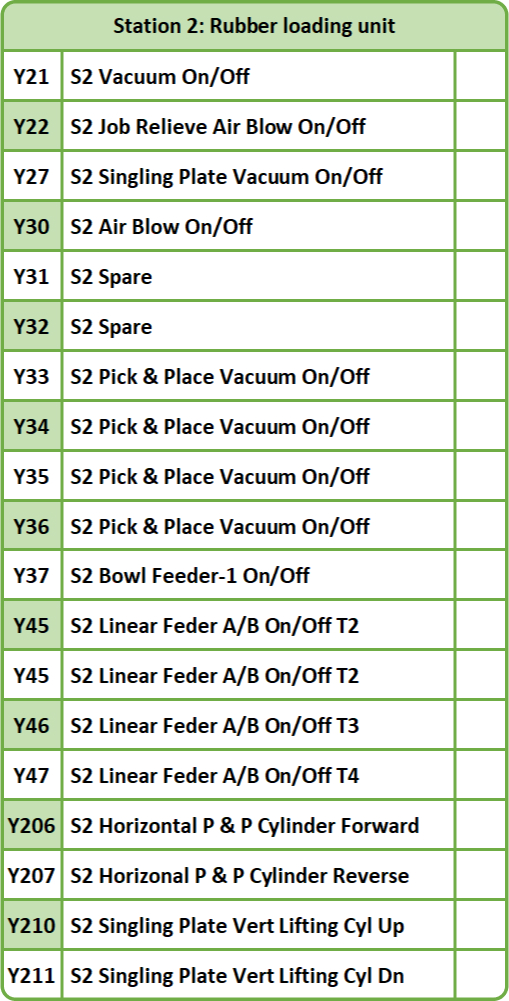 Station 2: Rubber loading unit
Y21 S2 Vacuum On/Off
Y22 S2 Job Relieve Air Blow On/Off
Y27 S2 Singling Plate Vacuum On/Off
Y30 S2 Air Blow On/Off
Y31 S2 Spare
Y32 S2 Spare
Y33 S2 Pick & Place Vacuum On/Off
Y34 S2 Pick & Place Vacuum On/Off
Y35 S2 Pick & Place Vacuum On/Off
Y36 S2 Pick & Place Vacuum On/Off
Y37 S2 Bowl Feeder-1 On/Off
Y45 S2 Linear Feder A/B On/Off T2
Y45 S2 Linear Feder A/B On/Off T2
Y46 S2 Linear Feder A/B On/Off T3
Y47 S2 Linear Feder A/B On/Off T4
Y206 S2 Horizontal P & P Cylinder Forward
Y207 S2 Horizonal P & P Cylinder Reverse
Y210 S2 Singling Plate Vert Lifting Cyl Up
Y211 S2 Singling Plate Vert Lifting Cyl Dn